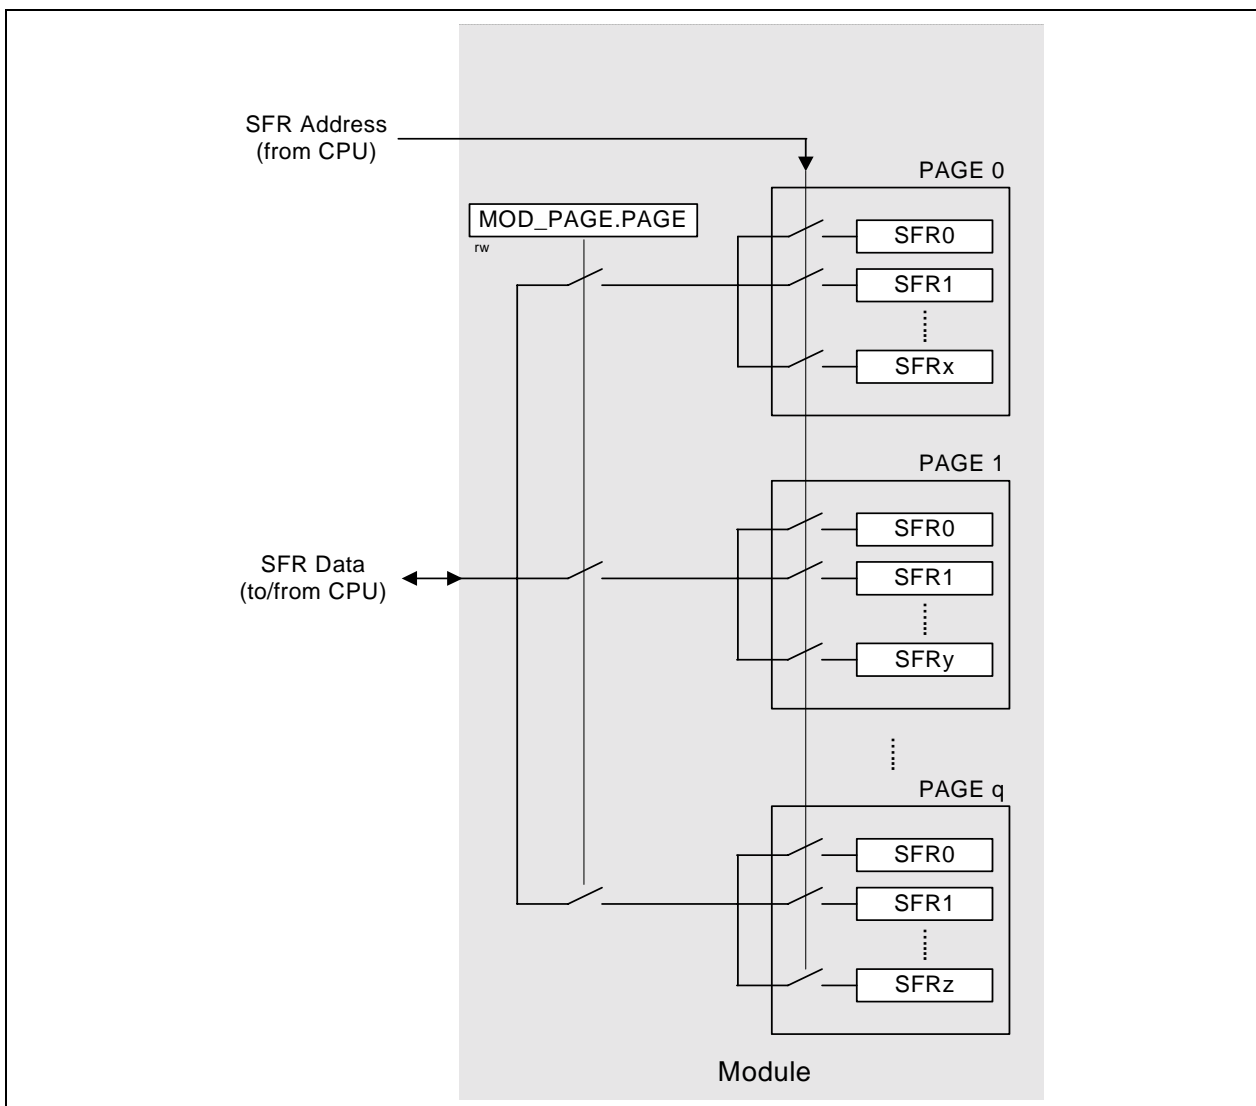 SFR Address
(from CPU)
PAGE 0
MOD_PAGE.PAGE
rw
SFR0
SFR1
SFRx
PAGE 1
SFR0
SFR1
SFRy
SFR Data
(to/from CPU)
PAGE q
SFR0
SFR1
SFRz
Module